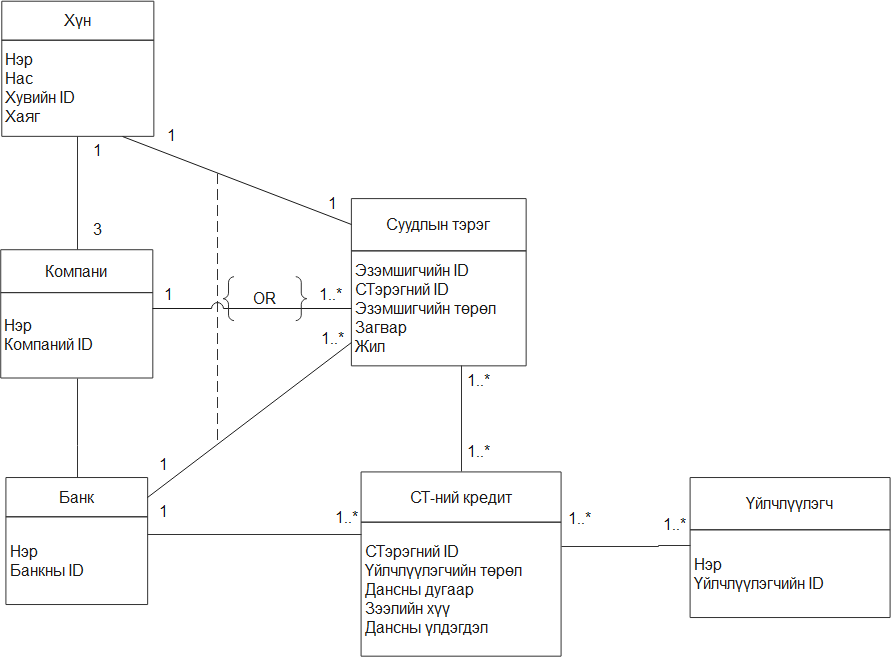 Хүн
Нэр
Нас
Хувийн ID
Хаяг
1
1
3
1
Суудлын тэрэг
Эзэмшигчийн ID
СТэрэгний ID
Эзэмшигчийн төрөл
Загвар
Жил
Компани
Нэр
Компаний ID
1
OR
1..*
1..*
1
1..*
1..*
Банк
Нэр
Банкны ID
1
1..*
СТ-ний кредит
СТэрэгний ID
Үйлчлүүлэгчийн төрөл
Дансны дугаар
Зээлийн хүү
Дансны үлдэгдэл
1..*
1..*
Үйлчлүүлэгч
Нэр
Үйлчлүүлэгчийн ID